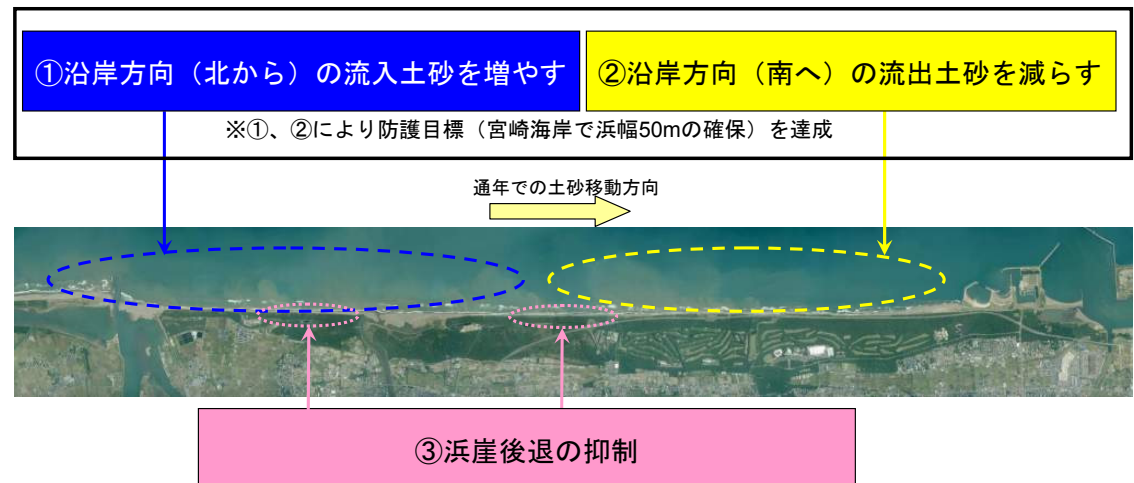 ①沿岸方向（北から）の流入土砂を増やす
②沿岸方向（南へ）の流出土砂を減らす
※①、②により防護目標（宮崎海岸で浜幅50mの確保）を達成
通年での土砂移動方向
③浜崖後退の抑制